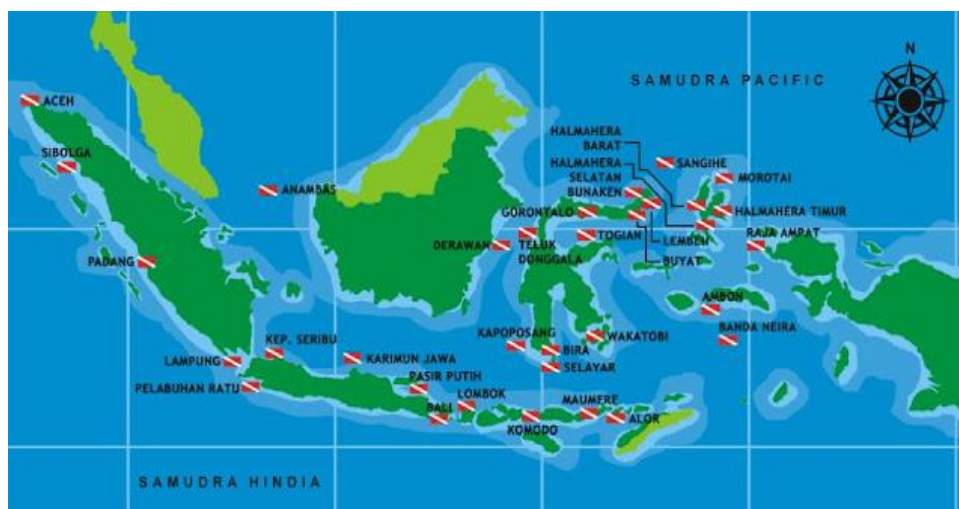 N
SAMUDRA PACIFIC
ACEH
HALMAHERA
BARAT
HALMAHERA
SELATAN
SANGIHE
SIBOLGA
MOROTAI
ANAMBAS
BUNAKEN
GORONTALO
HALMAHERA TIMUR
DERAWAN
TELUK
DONGGALA
TOGIAN
LEMBEH
BUYAT
RAJA AMPAT
PADANG
AMBON
BANDA NEIRA
KAPOPOSANG
WAKATOBI
KEP. SERIBU
BIRA
LAMPUNG
KARIMUN JAWA
SELAYAR
PELABUHAN RATU
PASIR PUTIH
LOMBOK
BALI
MAUMERE
KOMODO
ALOR
SAMUDRA HINDIA